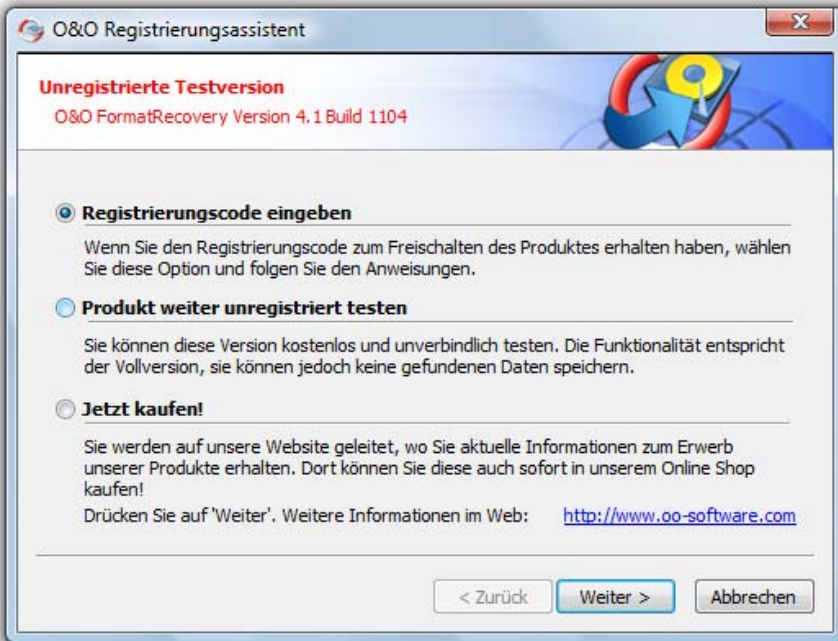 O&O Registrierungsassistent
Unregistrierte Testversion
O&O FormatRecovery Version 4.1 Build 1104
Registrierungscode eingeben
Wenn Sie den Registrierungscode zum Freischalten des Produktes erhalten haben, wählen
Sie diese Option und folgen Sie den Anweisungen.
Produkt weiter unregistriert testen
Sie können diese Version kostenlos und unverbindlich testen. Die Funktionalität entspricht
der Vollversion, sie können jedoch keine gefundenen Daten speichern.
Jetzt kaufen!
Sie werden auf unsere Website geleitet, wo Sie aktuelle Informationen zum Erwerb
unserer Produkte erhalten. Dort können Sie diese auch sofort in unserem Online Shop
kaufen!
Drücken Sie auf 'Weiter'. Weitere Informationen im Web: http://www.oo-software.com
< Zurück Weiter > Abbrechen